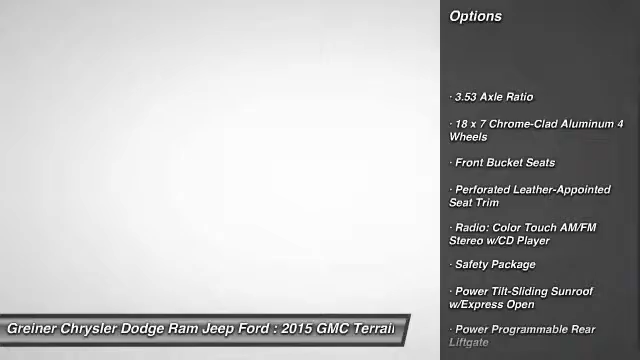 Options
· 3.53 Axle Ratio
· 18 x 7 Chrome-Clad Aluminum 4
Wheels
· Front Bucket Seats
· Perforated Leather-Appointed
Seat Trim
· Radio: Color Touch AM/FM
Stereo w/CD Player
· Safety Package
· Power Tilt-Sliding Sunroof
w/Express Open
· Power Programmable Rear
Liftgate
Greiner Chrysler Dodge Ram Jeep Ford : 2015 GMC Terrain